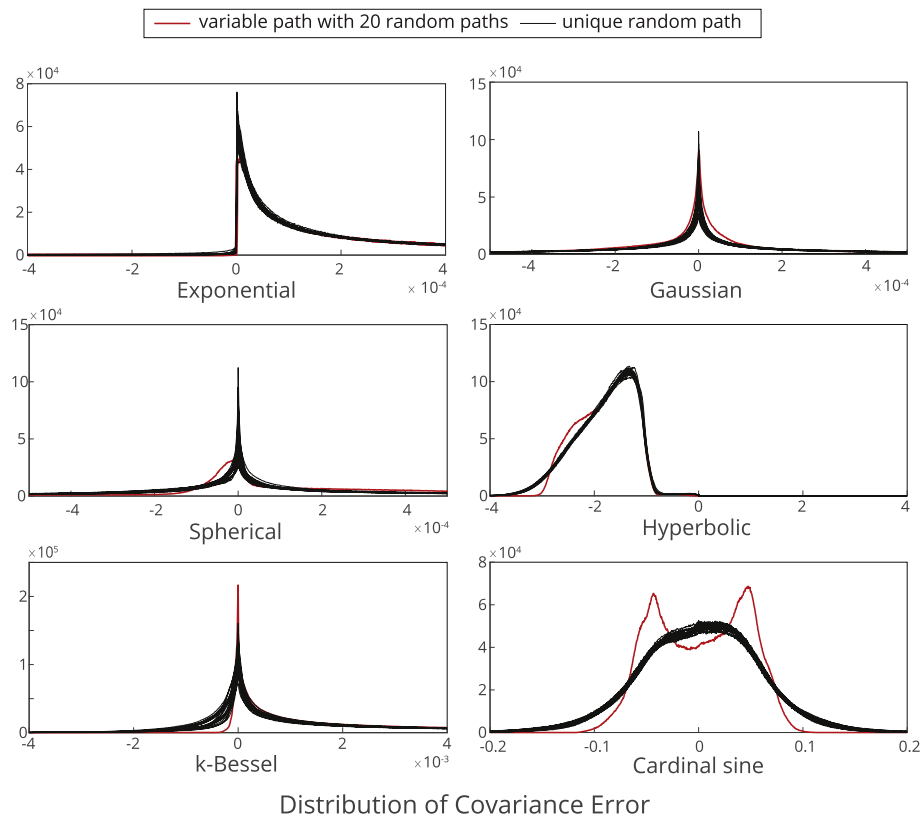 variable path with 20 random paths unique random path
×10⁴ ×10⁴
8 15
6 10
4 5
2
0 0
-4 -2 0 2 4 -4 -2 0 2 4
×10⁻⁴ ×10⁻⁴
Exponential Gaussian
×10⁴ ×10⁴
15 15
10 10
5 5
0 0
-4 -2 0 2 4 -4 -2 0 2 4
×10⁻⁴
Spherical Hyperbolic
×10⁵ ×10⁴
8
2 6
1 4
2
0 0
-4 -2 0 2 4 -0.2 -0.1 0 0.1 0.2
×10⁻³
k-Bessel Cardinal sine
Distribution of Covariance Error